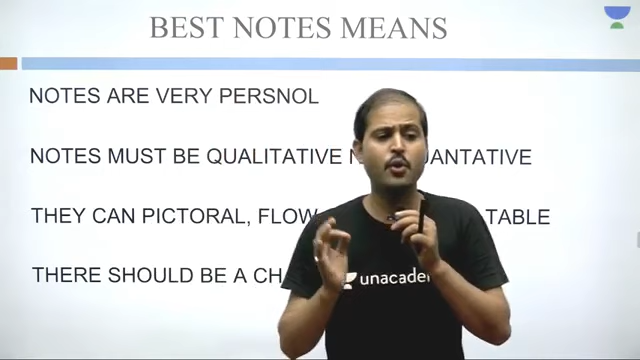 BEST NOTES MEANS
NOTES ARE VERY PERSNOL
NOTES MUST BE QUALITATIVE N UANTATIVE
THEY CAN PICTORAL, FLOW TABLE
THERE SHOULD BE A CH
unacade